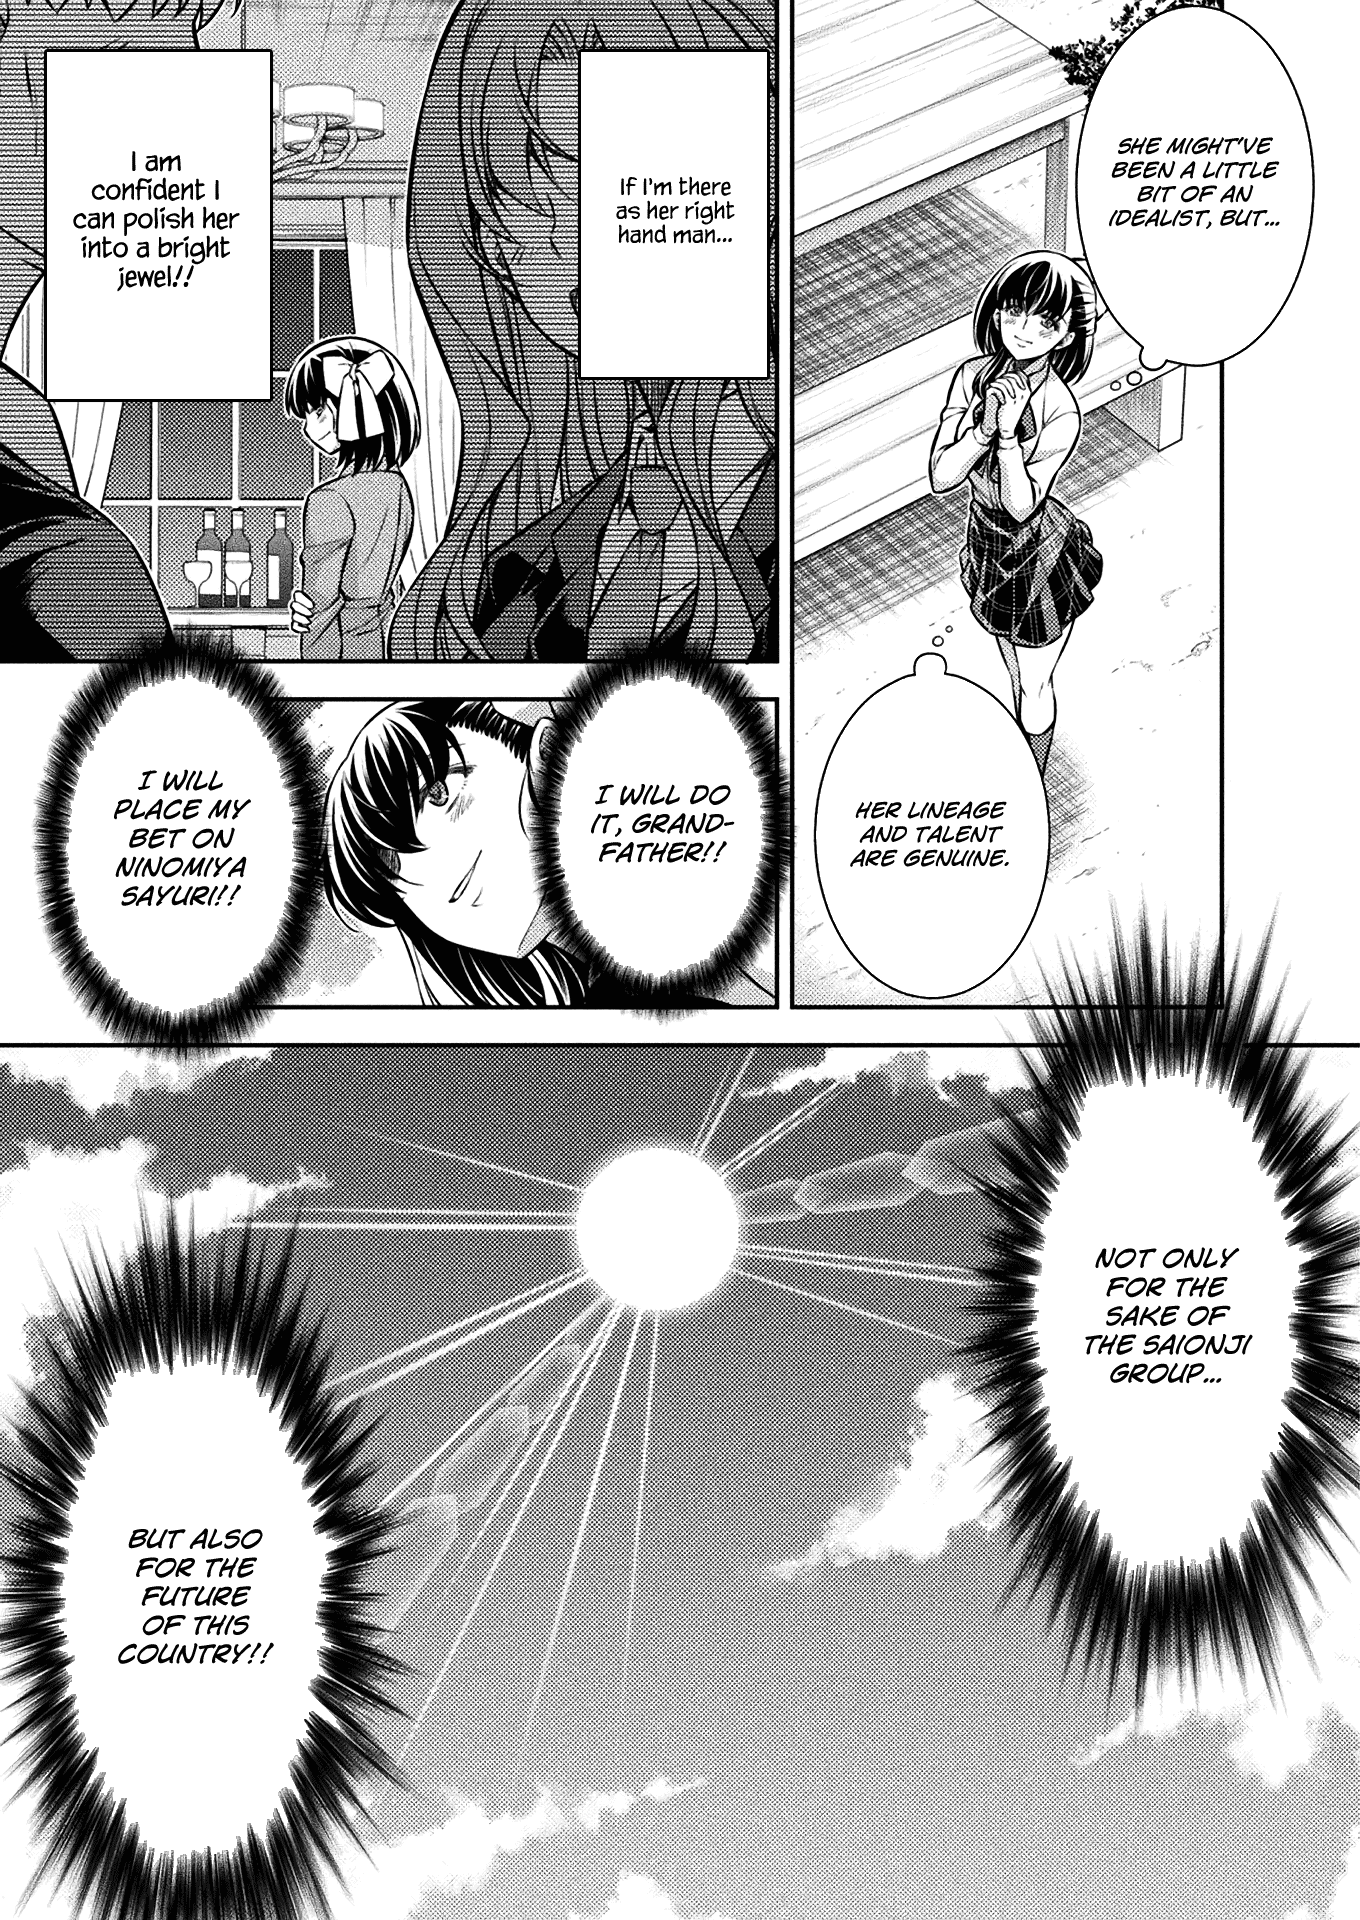 SHE MIGHT'VE
BEEN A LITTLE
BIT OF AN
IDEALIST, BUT...
HER LINEAGE
AND TALENT
ARE GENUINE.
If I'm there
as her right
hand man...
I am
confident I
can polish her
into a bright
jewel!!
I WILL DO
IT, GRAND-
FATHER!!
I WILL
PLACE MY
BET ON
NINOMIYA
SAYURI!!
NOT ONLY
FOR THE
SAKE OF
THE SAIONJI
GROUP...
BUT ALSO
FOR THE
FUTURE
OF THIS
COUNTRY!!